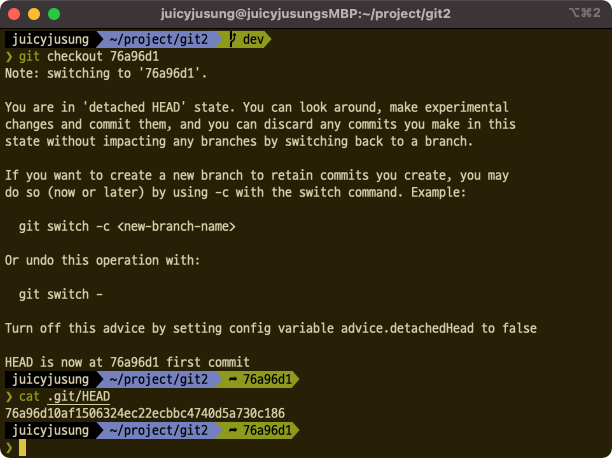 juicyjusung@juicyjusungsMBP:~/project/git2 ⌥⌘2
juicyjusung ~/project/git2 dev
❯ git checkout 76a96d1
Note: switching to '76a96d1'.
You are in 'detached HEAD' state. You can look around, make experimental
changes and commit them, and you can discard any commits you make in this
state without impacting any branches by switching back to a branch.
If you want to create a new branch to retain commits you create, you may
do so (now or later) by using -c with the switch command. Example:
git switch -c <new-branch-name>
Or undo this operation with:
git switch -
Turn off this advice by setting config variable advice.detachedHead to false
HEAD is now at 76a96d1 first commit
juicyjusung ~/project/git2 ➦ 76a96d1
❯ cat .git/HEAD
76a96d10af1506324ec22ecbbc4740d5a730c186
juicyjusung ~/project/git2 ➦ 76a96d1
❯